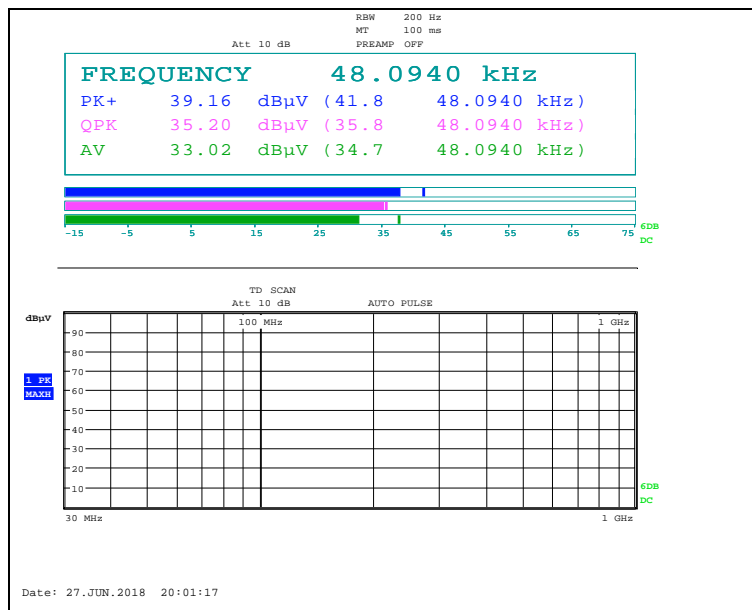 RBW 200 Hz
MT 100 ms
Att 10 dB PREAMP OFF
FREQUENCY 48.0940 kHz
PK+ 39.16 dBµV (41.8 48.0940 kHz)
QPK 35.20 dBµV (35.8 48.0940 kHz)
AV 33.02 dBµV (34.7 48.0940 kHz)
-15 -5 5 15 25 35 45 55 65 75
6DB
DC
TD SCAN
Att 10 dB AUTO PULSE
dBµV
100 MHz 1 GHz
90
80
70
1 PK
MAXH
60
50
40
30
20
10
6DB
DC
30 MHz 1 GHz
Date: 27.JUN.2018 20:01:17